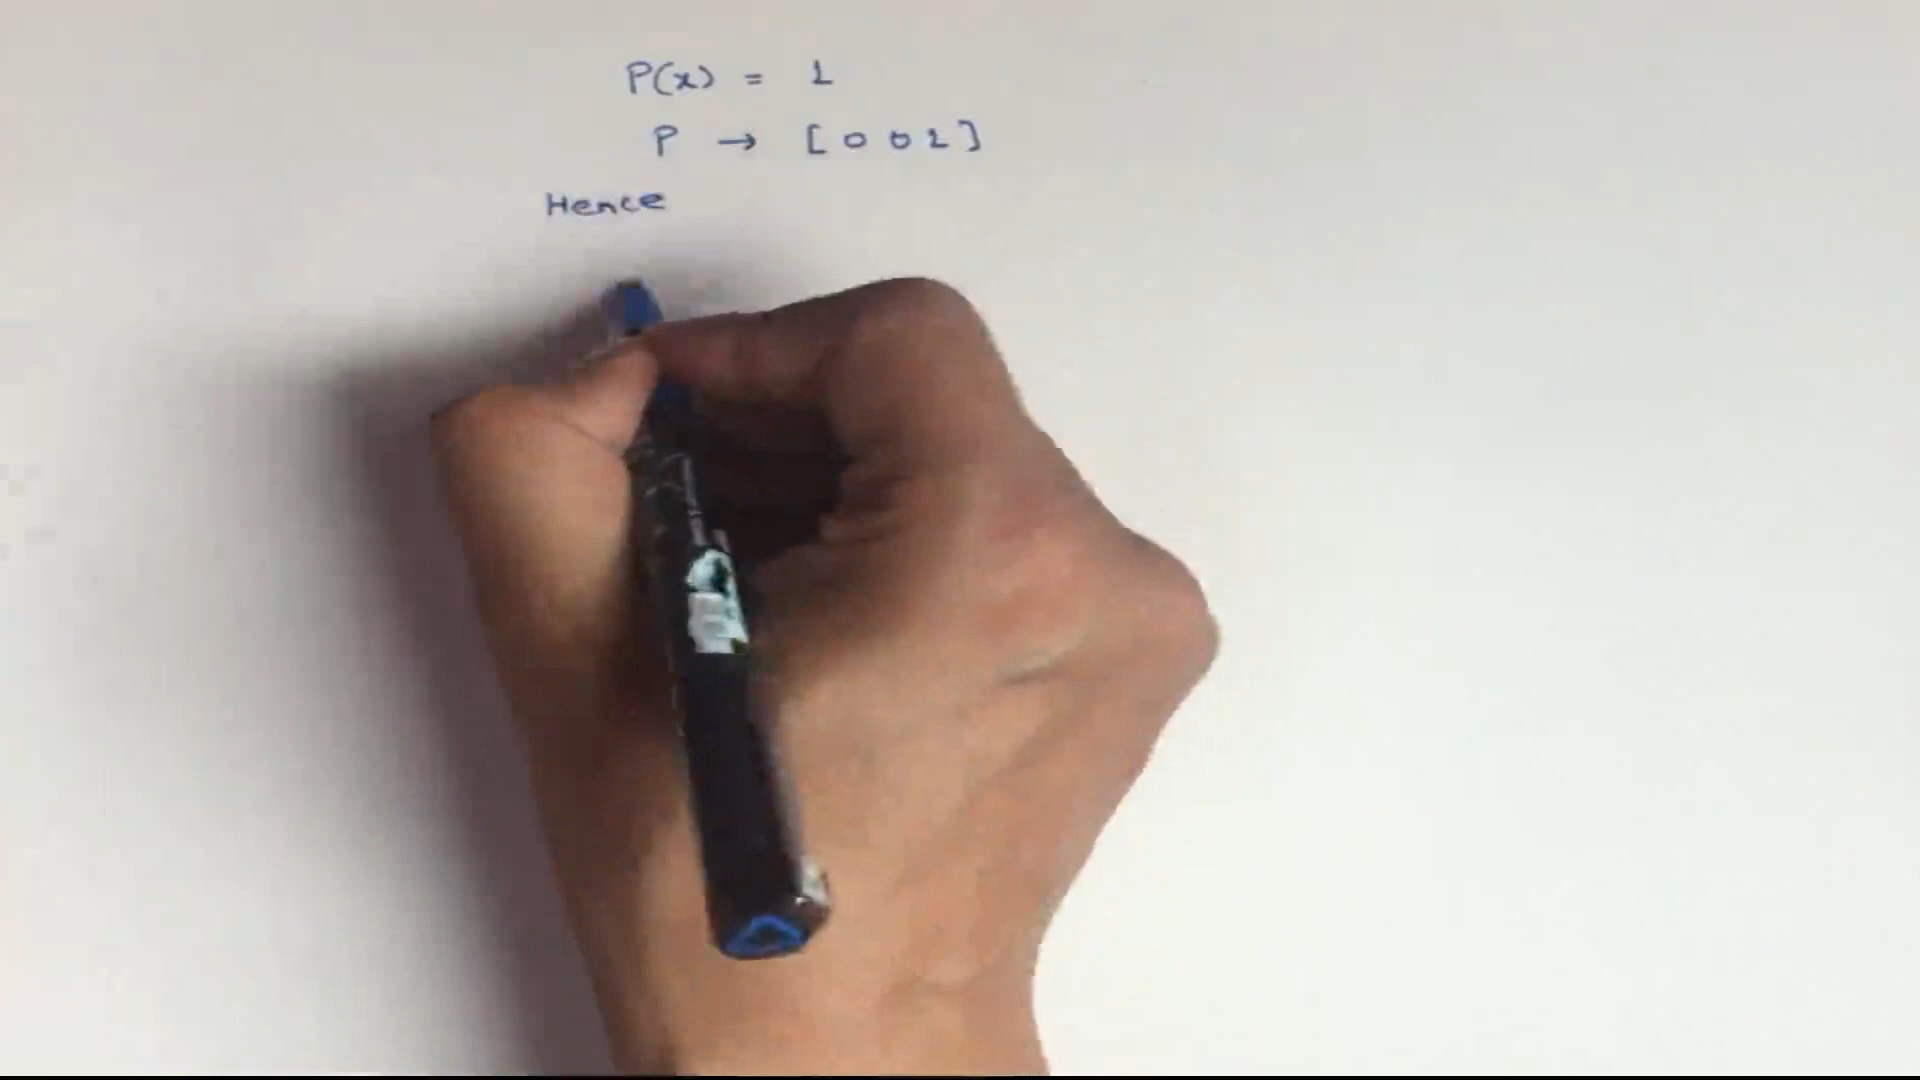 P(x) = 1
P → [ 0 0 1 ]
Hence